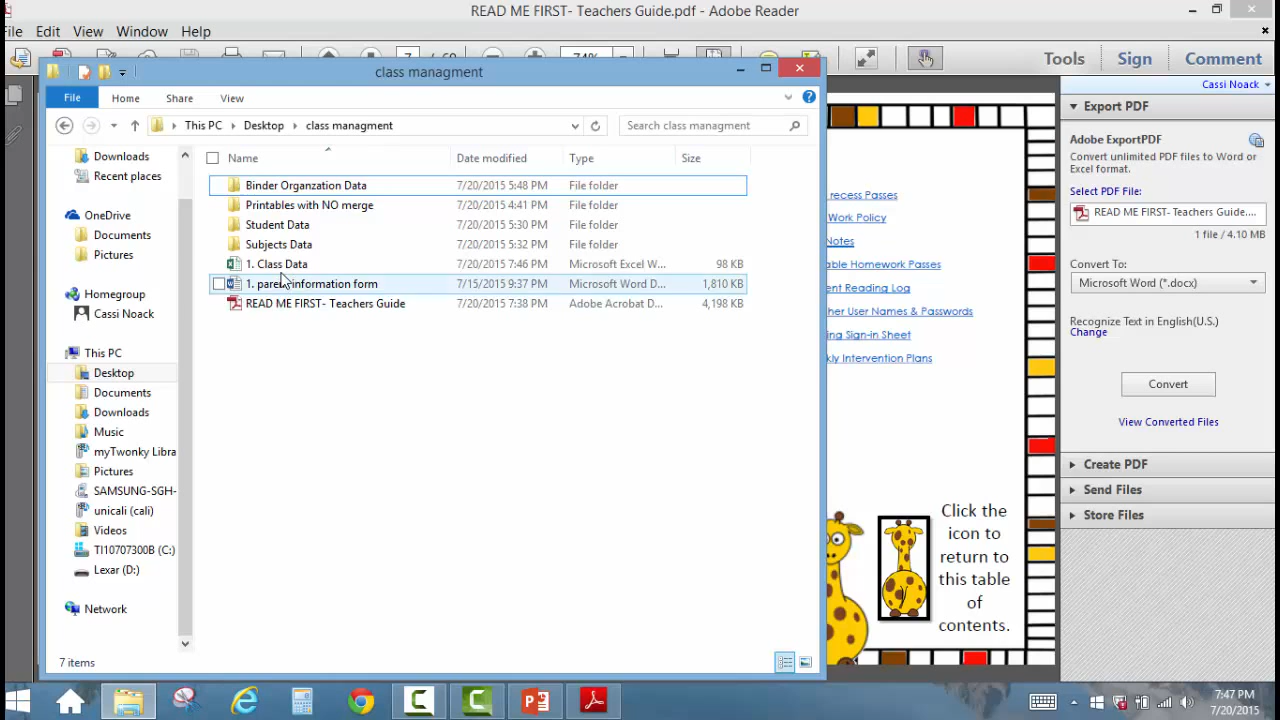 READ ME FIRST- Teachers Guide.pdf - Adobe Reader
File Edit View Window Help
Tools Sign Comment
class managment
File Home Share View
This PC Desktop class managment
Search class managment
Name Date modified Type Size
Binder Organzation Data 7/20/2015 5:48 PM File folder
Printables with NO merge 7/20/2015 4:41 PM File folder
Student Data 7/20/2015 5:30 PM File folder
Subjects Data 7/20/2015 5:32 PM File folder
1. Class Data 7/20/2015 7:46 PM Microsoft Excel W... 98 KB
1. parent information form 7/15/2015 9:37 PM Microsoft Word D... 1,810 KB
READ ME FIRST- Teachers Guide 7/20/2015 7:38 PM Adobe Acrobat D... 4,198 KB
Downloads
Recent places
OneDrive
Documents
Pictures
Homegroup
Cassi Noack
This PC
Desktop
Documents
Downloads
Music
myTwonky Libra
Pictures
SAMSUNG-SGH-
unicali (cali)
Videos
TI10707300B (C:)
Lexar (D:)
Network
7 items
recess Passes
Work Policy
Notes
able Homework Passes
ent Reading Log
her User Names & Passwords
ing Sign-in Sheet
kly Intervention Plans
Click the
icon to
return to
this table
of
contents.
Cassi Noack
Export PDF
Adobe ExportPDF
Convert unlimited PDF files to Word or
Excel format.
Select PDF File:
READ ME FIRST- Teachers Guide....
1 file / 4.10 MB
Convert To:
Microsoft Word (*.docx)
Recognize Text in English(U.S.)
Change
Convert
View Converted Files
Create PDF
Send Files
Store Files
7:47 PM
7/20/2015